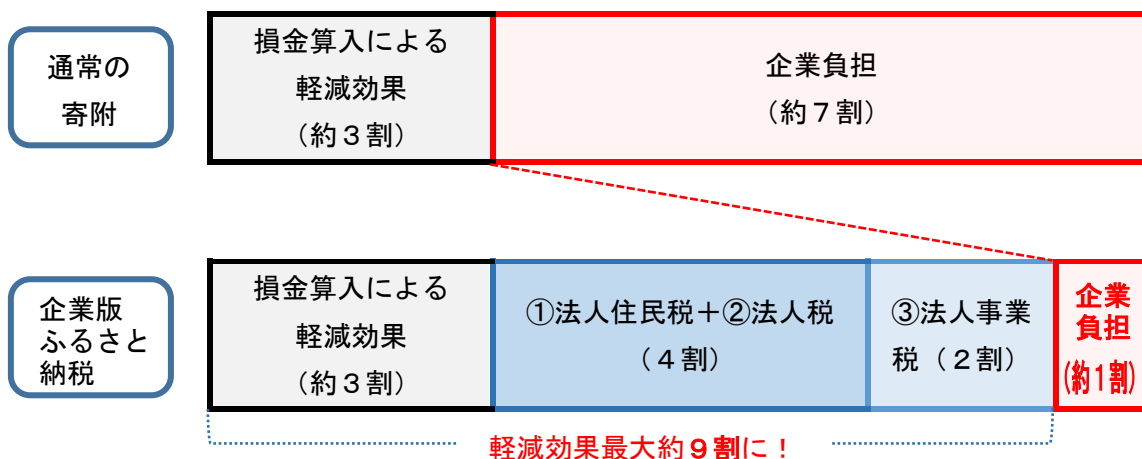 通常の
寄附
損金算入による
軽減効果
（約３割）
企業負担
（約７割）
企業版
ふるさと
納税
損金算入による
軽減効果
（約３割）
①法人住民税＋②法人税
（４割）
③法人事業
税（２割）
企業
負担
(約1割)
軽減効果最大約９割に！